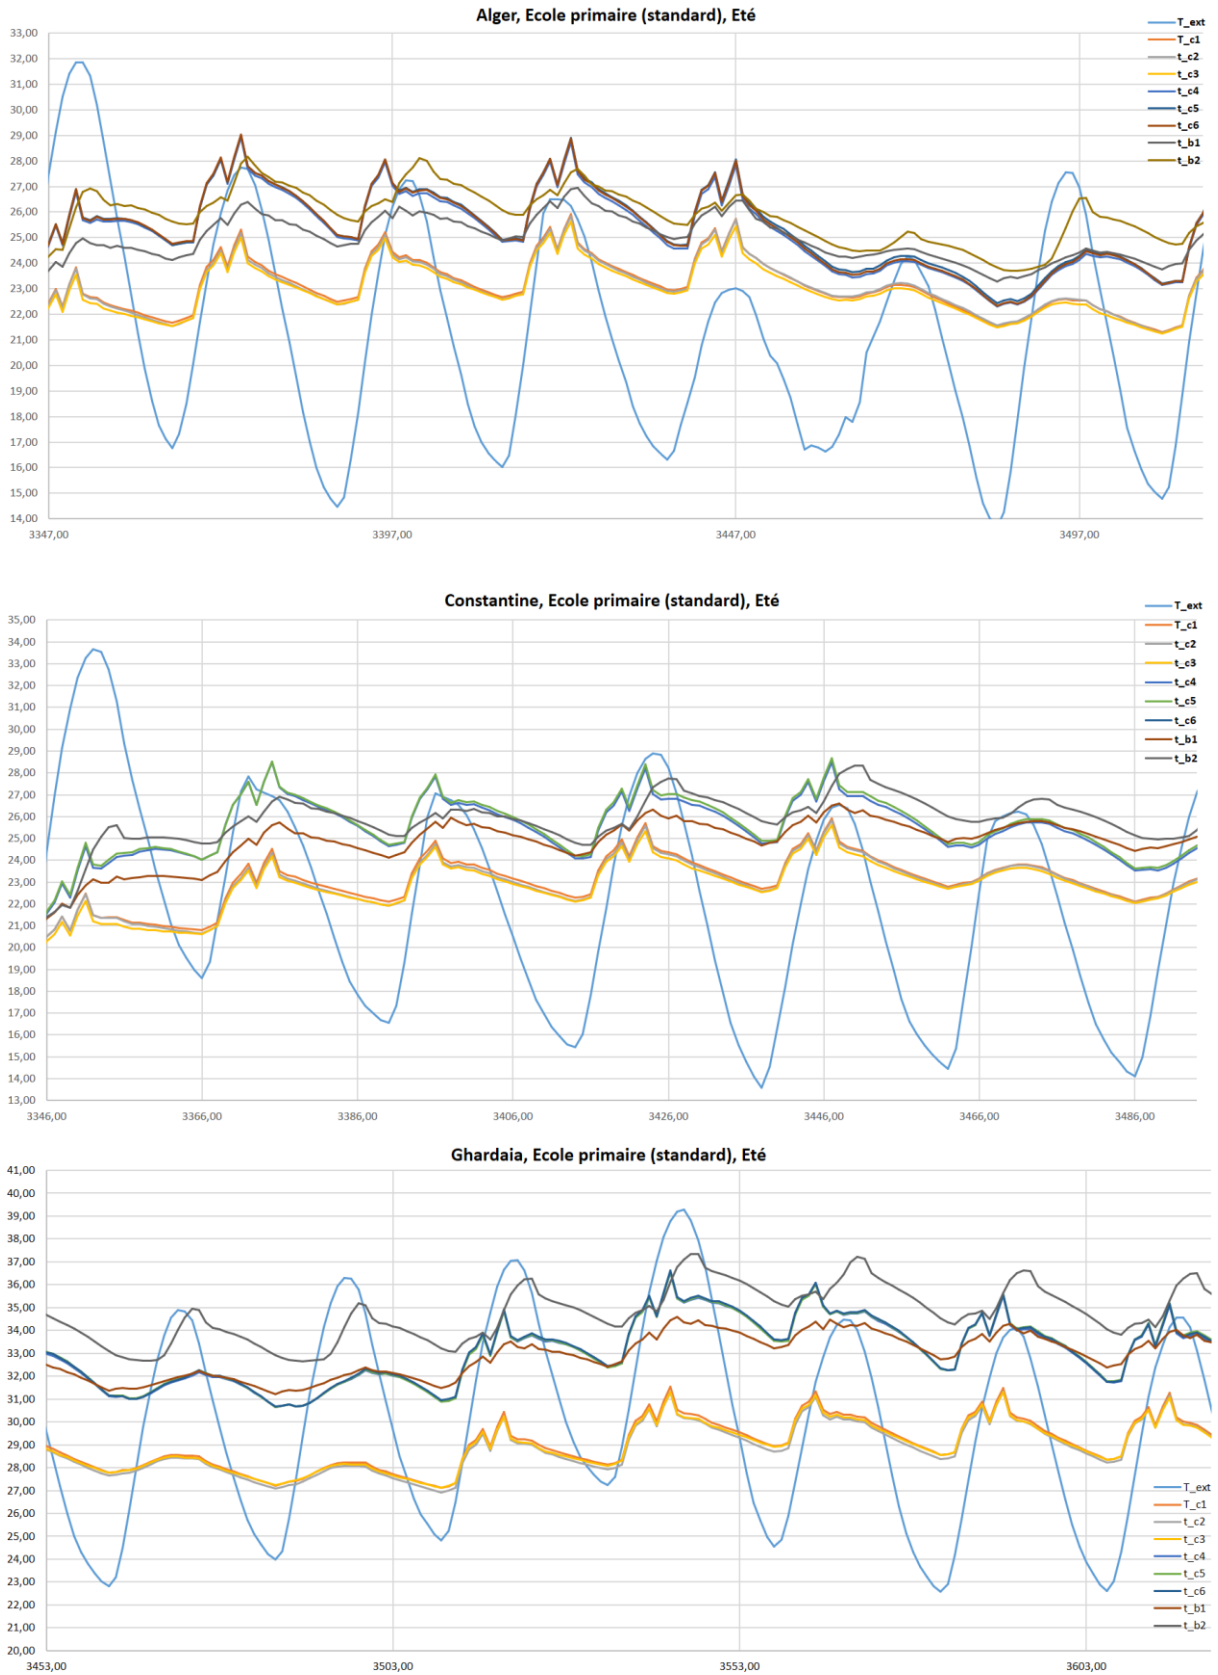 Alger, Ecole primaire (standard), Eté
33,00
32,00
31,00
30,00
29,00
28,00
27,00
26,00
25,00
24,00
23,00
22,00
21,00
20,00
19,00
18,00
17,00
16,00
15,00
14,00
3347,00 3397,00 3447,00 3497,00
T_ext
T_c1
t_c2
t_c3
t_c4
t_c5
t_c6
t_b1
t_b2
Constantine, Ecole primaire (standard), Eté
35,00
34,00
33,00
32,00
31,00
30,00
29,00
28,00
27,00
26,00
25,00
24,00
23,00
22,00
21,00
20,00
19,00
18,00
17,00
16,00
15,00
14,00
13,00
3346,00 3366,00 3386,00 3406,00 3426,00 3446,00 3466,00 3486,00
T_ext
T_c1
t_c2
t_c3
t_c4
t_c5
t_c6
t_b1
t_b2
Ghardaia, Ecole primaire (standard), Eté
41,00
40,00
39,00
38,00
37,00
36,00
35,00
34,00
33,00
32,00
31,00
30,00
29,00
28,00
27,00
26,00
25,00
24,00
23,00
22,00
21,00
20,00
3453,00 3503,00 3553,00 3603,00
T_ext
T_c1
t_c2
t_c3
t_c4
t_c5
t_c6
t_b1
t_b2